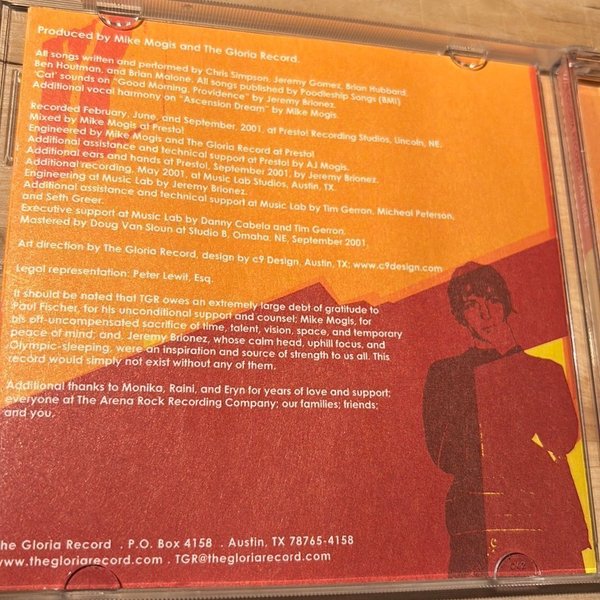 Produced by Mike Mogis and The Gloria Record.
All songs written and performed by Chris Simpson, Jeremy Gomez, Brian Hubbard,
Ben Houtman, and Brian Malone. All songs published by Poodleship Songs (BMI)
'Cat' sounds on "Good Morning, Providence" by Jeremy Brionez.
Additional vocal harmony on "Ascension Dream" by Mike Mogis.
Recorded February, June, and September, 2001, at Presto! Recording Studios, Lincoln, NE.
Mixed by Mike Mogis at Presto!
Engineered by Mike Mogis and The Gloria Record at Presto!
Additional assistance and technical support at Presto! by AJ Mogis.
Additional ears and hands at Presto!, September 2001, by Jeremy Brionez.
Additional recording, May 2001, at Music Lab Studios, Austin, TX.
Engineering at Music Lab by Jeremy Brionez.
Additional assistance and technical support at Music Lab by Tim Gerron, Micheal Peterson,
and Seth Greer.
Executive support at Music Lab by Danny Cabela and Tim Gerron.
Mastered by Doug Van Sloun at Studio B, Omaha, NE, September 2001,
Art direction by The Gloria Record, design by c9 Design, Austin, TX; www.c9design.com
Legal representation: Peter Lewit, Esq.
It should be noted that TGR owes an extremely large debt of gratitude to
Paul Fischer, for his unconditional support and counsel; Mike Mogis, for
his oft-uncompensated sacrifice of time, talent, vision, space, and temporary
peace of mind; and, Jeremy Brionez, whose calm head, uphill focus, and
Olympic-sleeping, were an inspiration and source of strength to us all. This
record would simply not exist without any of them.
Additional thanks to Monika, Raini, and Eryn for years of love and support;
everyone at The Arena Rock Recording Company; our families; friends;
and you.
The Gloria Record . P.O. Box 4158 . Austin, TX 78765-4158
www.thegloriarecord.com . TGR@thegloriarecord.com